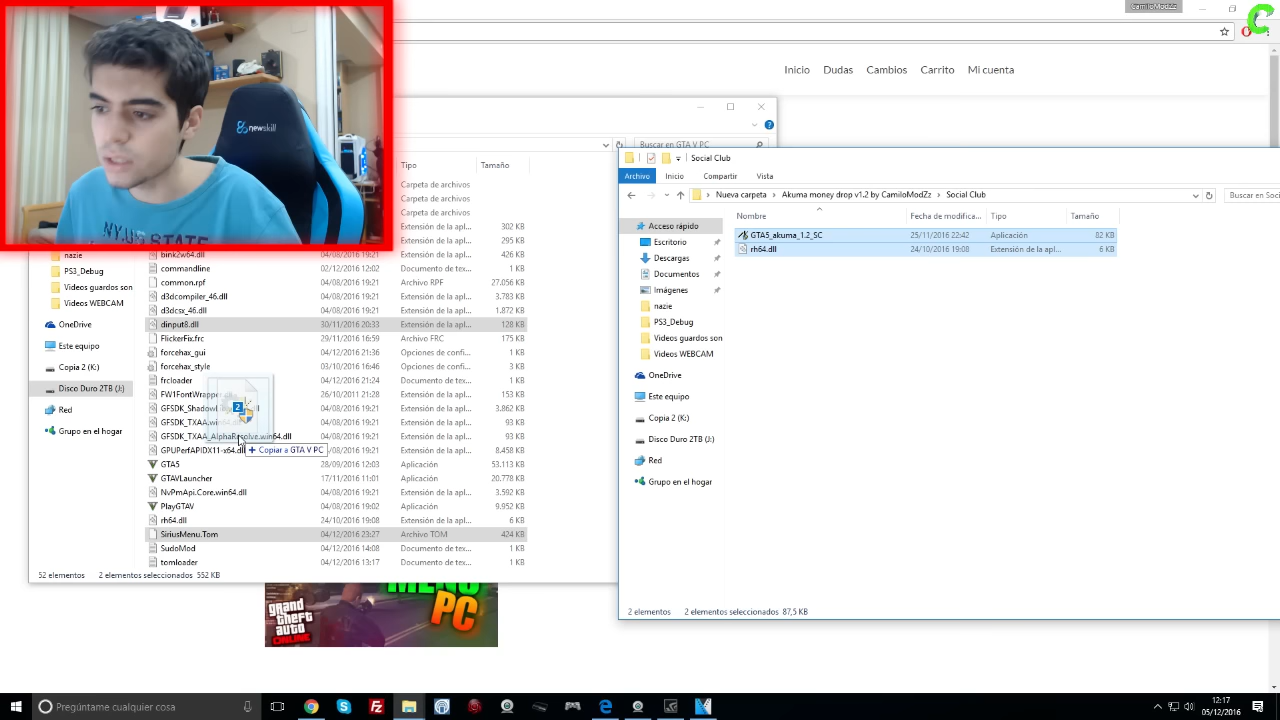 CamiloModZz
C
Inicio Dudas Cambios Carrito Mi cuenta
newskill
N.Y.
STATE
Buscar en GTA V PC
Tipo Tamaño
Carpeta de archivos
Carpeta de archivos
Carpeta de archivos
Extensión de la apl... 302 KB
Extensión de la apl... 295 KB
bink2w64.dll 04/08/2016 19:21 Extensión de la apl... 426 KB
commandline 02/12/2016 12:02 Documento de tex... 1 KB
common.rpf 04/08/2016 19:21 Archivo RPF 27.056 KB
d3dcompiler_46.dll 04/08/2016 19:21 Extensión de la apl... 3.783 KB
d3dcsx_46.dll 04/08/2016 19:21 Extensión de la apl... 1.872 KB
dinput8.dll 30/11/2016 20:33 Extensión de la apl... 128 KB
FlickerFix.frc 29/11/2016 16:59 Archivo FRC 175 KB
forcehax_gui 04/12/2016 21:36 Opciones de confi... 1 KB
forcehax_style 03/10/2016 16:46 Opciones de confi... 3 KB
frcloader 04/12/2016 21:24 Documento de tex... 1 KB
FW1FontWrapper.dll 26/10/2011 21:28 Extensión de la apl... 153 KB
GFSDK_Shadow 04/08/2016 19:21 Extensión de la apl... 3.862 KB
GFSDK_TXAA.win64.dll 04/08/2016 19:21 Extensión de la apl... 93 KB
GFSDK_TXAA_AlphaResolve.win64.dll 04/08/2016 19:21 Extensión de la apl... 93 KB
GPUPerfAPIDX11-x64.dll 04/08/2016 19:21 Extensión de la apl... 8.458 KB
GTA5 28/09/2016 12:03 Aplicación 53.113 KB
GTAVLauncher 17/11/2016 11:01 Aplicación 20.778 KB
NvPmApi.Core.win64.dll 04/08/2016 19:21 Extensión de la apl... 3.592 KB
PlayGTAV 04/08/2016 19:02 Aplicación 9.952 KB
rh64.dll 24/10/2016 19:08 Extensión de la apl... 6 KB
SiriusMenu.Tom 04/12/2016 23:27 Archivo TOM 424 KB
SudoMod 04/12/2016 14:08 Documento de tex... 1 KB
tomloader 04/12/2016 13:17 Documento de tex... 1 KB
2
Copiar a GTA V PC
nazie
PS3_Debug
Videos guardos son
Videos WEBCAM
OneDrive
Este equipo
Copia 2 (K:)
Disco Duro 2TB (J:)
Red
Grupo en el hogar
52 elementos 2 elementos seleccionados 552 KB
Social Club
Archivo Inicio Compartir Vista
Nueva carpeta Akuma money drop v1.2 by CamiloModZz Social Club
Buscar en Soci
Nombre Fecha de modifica... Tipo Tamaño
GTA5_akuma_1.2_SC 25/11/2016 22:42 Aplicación 82 KB
rh64.dll 24/10/2016 19:08 Extensión de la apl... 6 KB
Acceso rápido
Escritorio
Descargas
Documentos
Imágenes
nazie
PS3_Debug
Videos guardos son
Videos WEBCAM
OneDrive
Este equipo
Copia 2 (K:)
Disco Duro 2TB (J:)
Red
Grupo en el hogar
2 elementos 2 elementos seleccionados 87,5 KB
MENU
PC
grand
theft
auto
ONLINE
Pregúntame cualquier cosa
12:17
05/12/2016